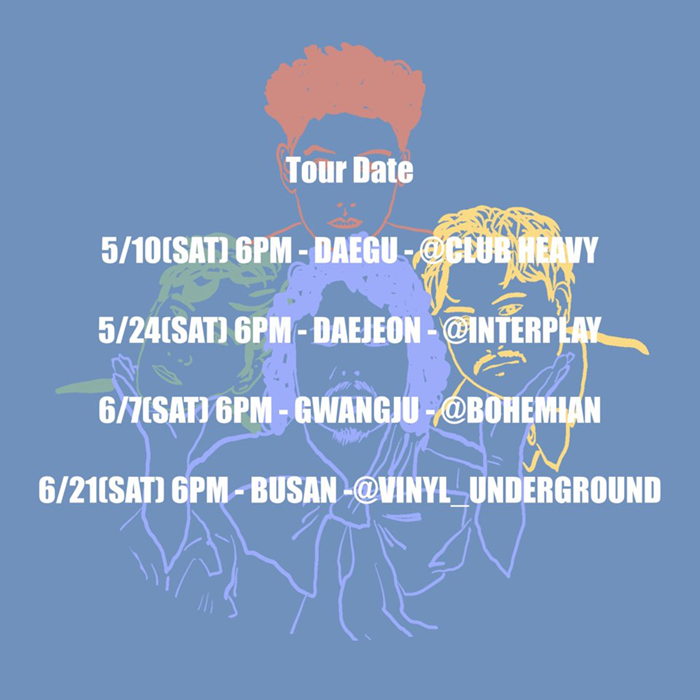 Tour Date
5/10(SAT) 6PM - DAEGU - @CLUB HEAVY
5/24(SAT) 6PM - DAEJEON - @INTERPLAY
6/7(SAT) 6PM - GWANGJU - @BOHEMIAN
6/21(SAT) 6PM - BUSAN -@VINYL_UNDERGROUND